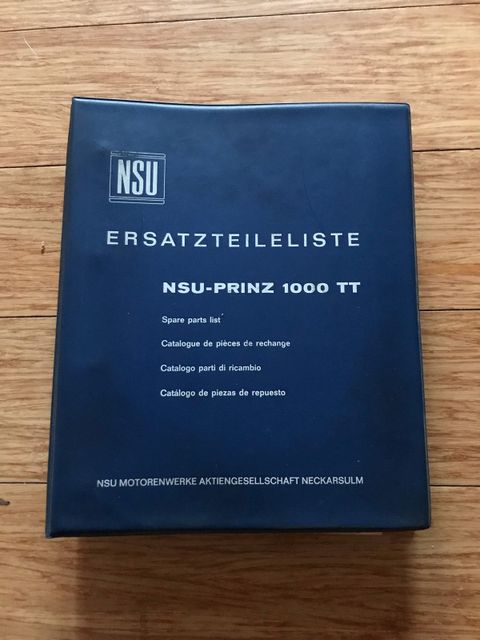 NSU
ERSATZTEILELISTE
NSU-PRINZ 1000 TT
Spare parts list
Catalogue de pièces de rechange
Catalogo parti di ricambio
Catálogo de piezas de repuesto
NSU MOTORENWERKE AKTIENGESELLSCHAFT NECKARSULM